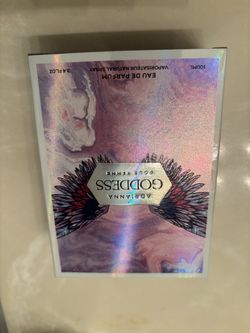 ADRIANNA
GODDESS
POUR FEMME
EAU DE PARFUM
VAPORISATEUR NATURAL SPRAY
100ML
3.4 FL.OZ